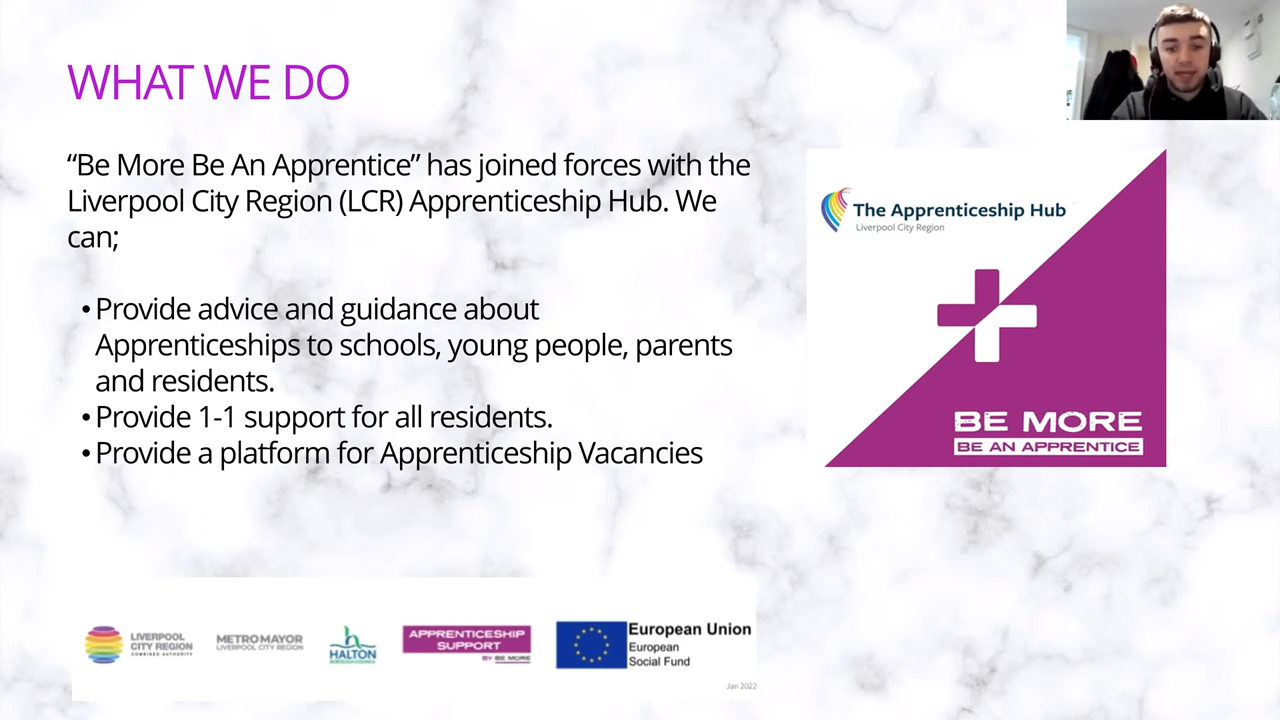 WHAT WE DO
“Be More Be An Apprentice” has joined forces with the
Liverpool City Region (LCR) Apprenticeship Hub. We
can;
• Provide advice and guidance about
Apprenticeships to schools, young people, parents
and residents.
• Provide 1-1 support for all residents.
• Provide a platform for Apprenticeship Vacancies
The Apprenticeship Hub
Liverpool City Region
BE MORE
BE AN APPRENTICE
LIVERPOOL
CITY REGION
COMBINED AUTHORITY
METRO MAYOR
LIVERPOOL CITY REGION
HALTON
BOROUGH COUNCIL
APPRENTICESHIP
SUPPORT
BY BE MORE
European Union
European
Social Fund
Jan 2022